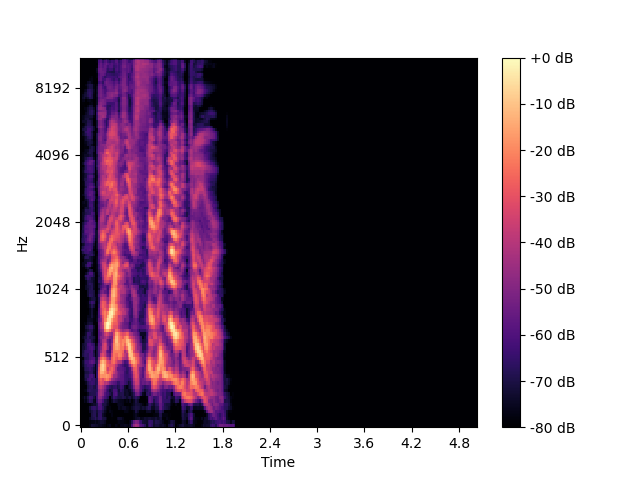 +0 dB
8192
-10 dB
4096
-20 dB
-30 dB
2048
Hz
-40 dB
1024
-50 dB
-60 dB
512
-70 dB
0
-80 dB
0 0.6 1.2 1.8 2.4 3 3.6 4.2 4.8
Time